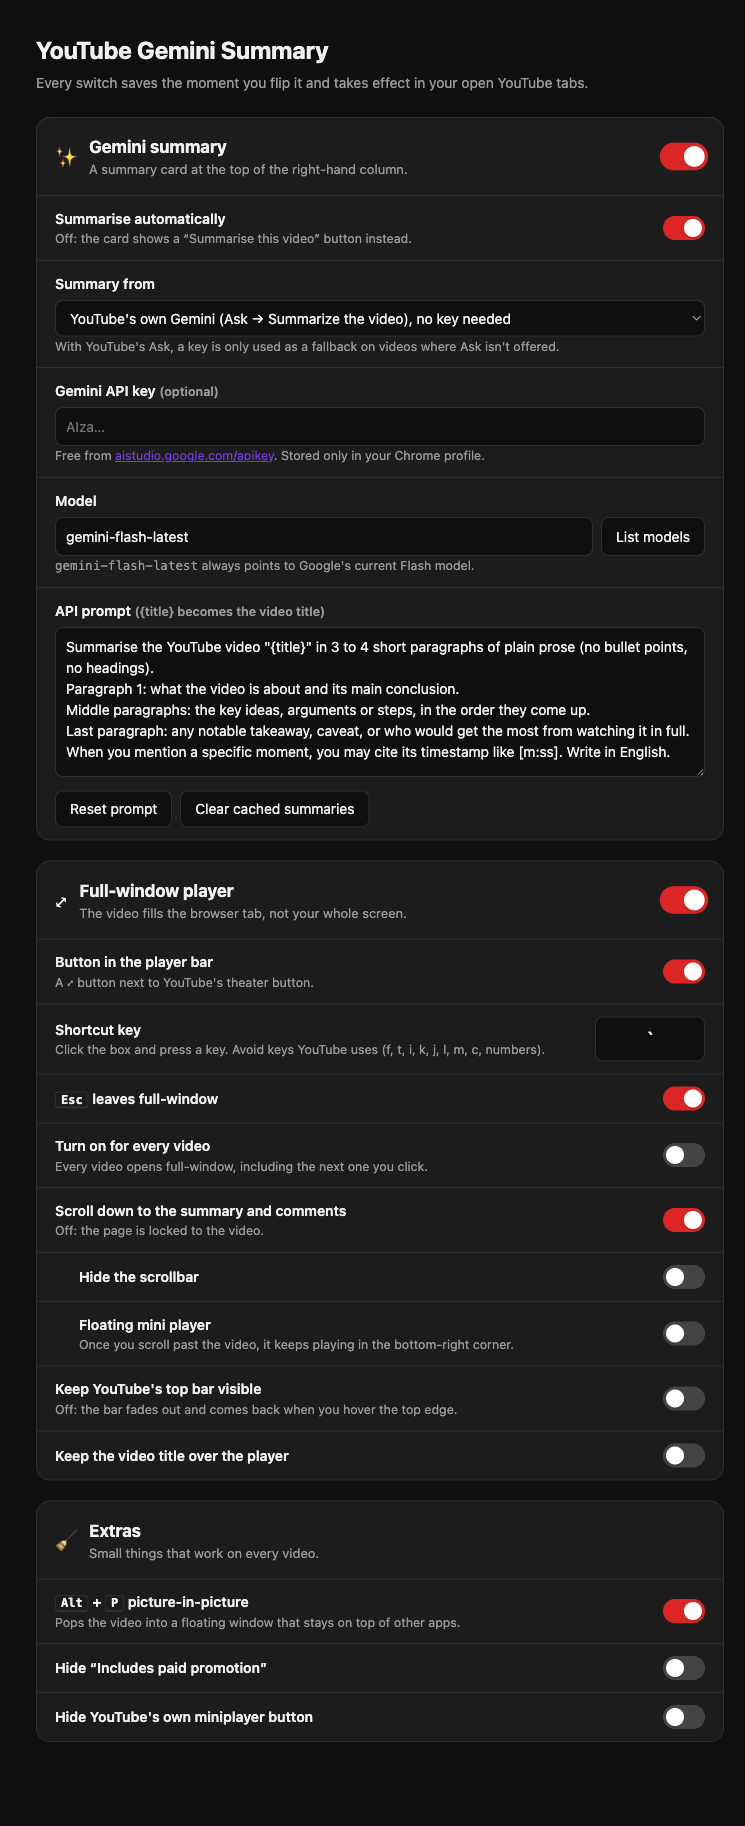 YouTube Gemini Summary
Every switch saves the moment you flip it and takes effect in your open YouTube tabs.
Gemini summary
A summary card at the top of the right-hand column.
Summarise automatically
Off: the card shows a “Summarise this video” button instead.
Summary from
YouTube's own Gemini (Ask → Summarize the video), no key needed
With YouTube's Ask, a key is only used as a fallback on videos where Ask isn't offered.
Gemini API key (optional)
AIza...
Free from aistudio.google.com/apikey. Stored only in your Chrome profile.
Model
gemini-flash-latest
List models
gemini-flash-latest always points to Google's current Flash model.
API prompt ({title} becomes the video title)
Summarise the YouTube video "{title}" in 3 to 4 short paragraphs of plain prose (no bullet points,
no headings).
Paragraph 1: what the video is about and its main conclusion.
Middle paragraphs: the key ideas, arguments or steps, in the order they come up.
Last paragraph: any notable takeaway, caveat, or who would get the most from watching it in full.
When you mention a specific moment, you may cite its timestamp like [m:ss]. Write in English.
Reset prompt
Clear cached summaries
⤢ Full-window player
The video fills the browser tab, not your whole screen.
Button in the player bar
A ⤢ button next to YouTube's theater button.
Shortcut key
`
Click the box and press a key. Avoid keys YouTube uses (f, t, i, k, j, l, m, c, numbers).
Esc leaves full-window
Turn on for every video
Every video opens full-window, including the next one you click.
Scroll down to the summary and comments
Off: the page is locked to the video.
Hide the scrollbar
Floating mini player
Once you scroll past the video, it keeps playing in the bottom-right corner.
Keep YouTube's top bar visible
Off: the bar fades out and comes back when you hover the top edge.
Keep the video title over the player
Extras
Small things that work on every video.
Alt + P picture-in-picture
Pops the video into a floating window that stays on top of other apps.
Hide “Includes paid promotion”
Hide YouTube's own miniplayer button